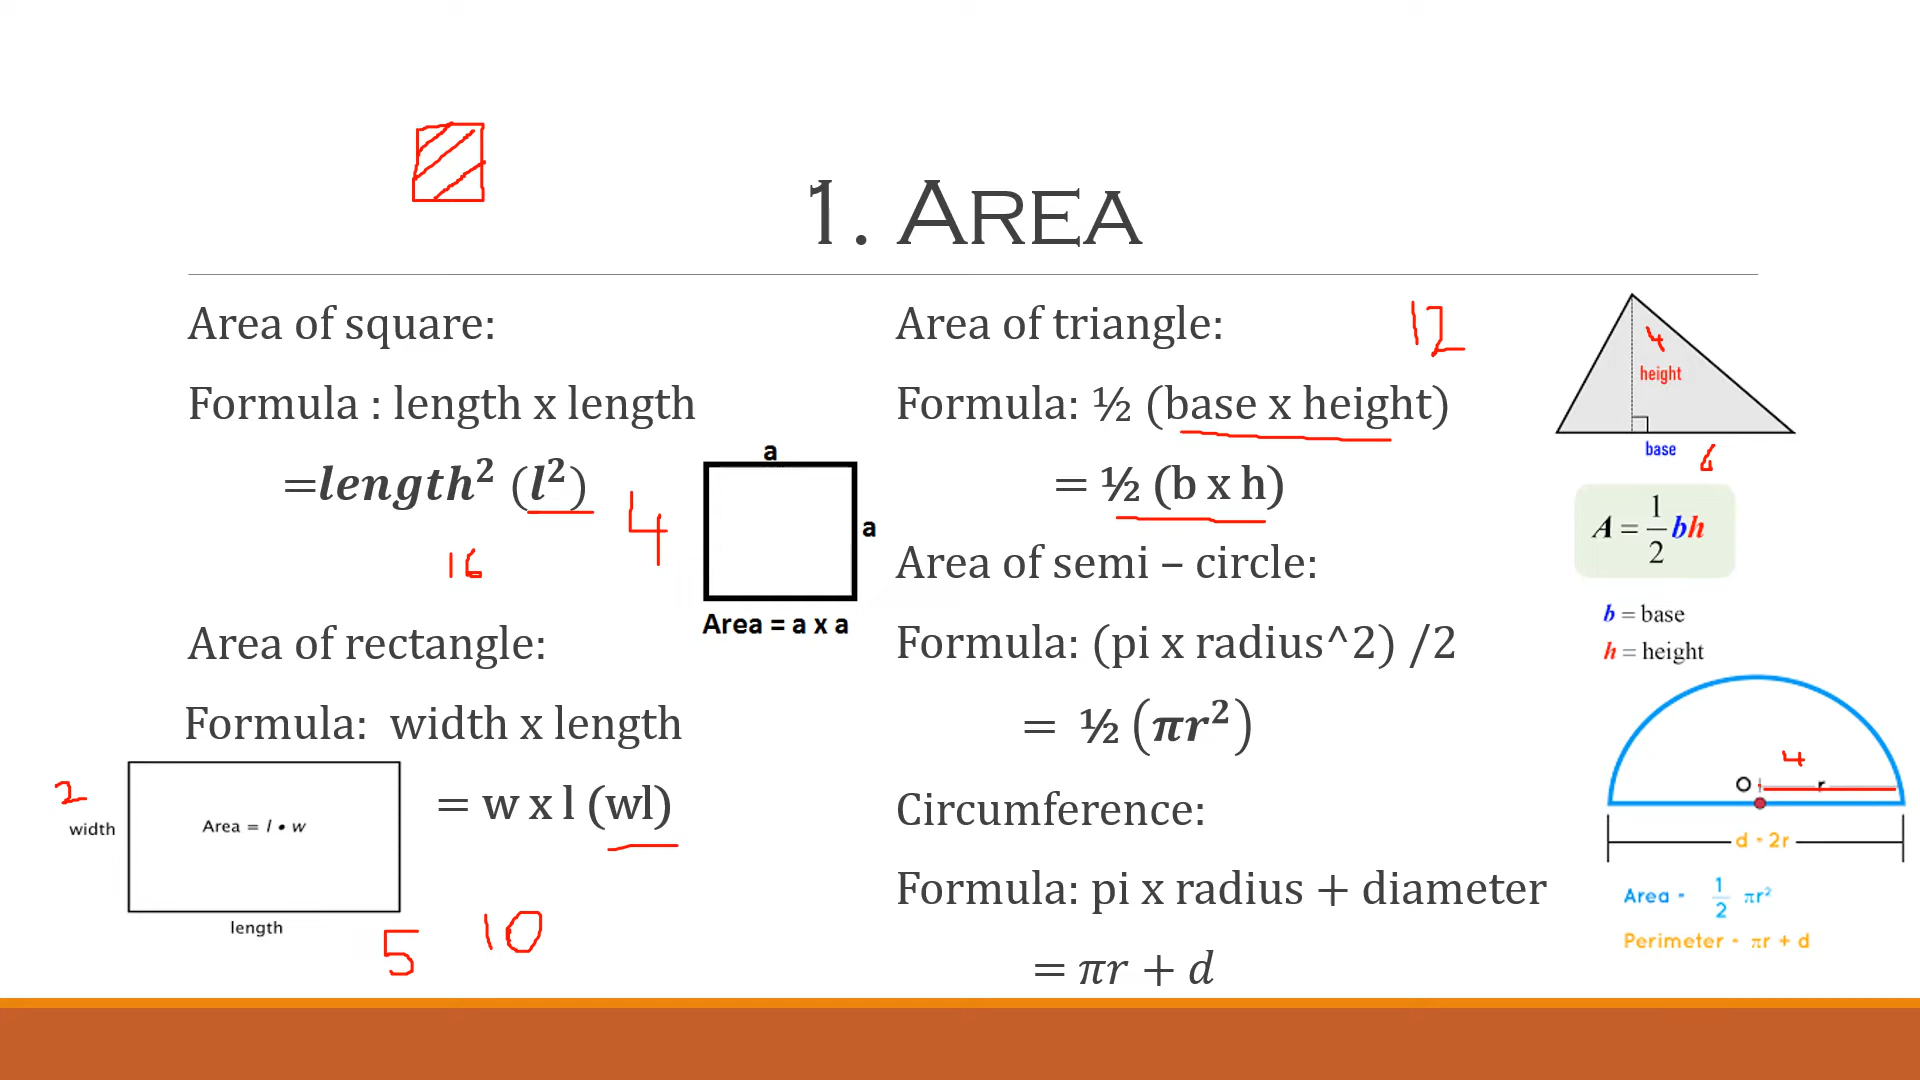 1. AREA
Area of square:
Formula : length x length
=length² (l²)
4
16
a
a
Area = a x a
Area of rectangle:
Formula:  width x length
= w x l (wl)
2
width
Area = l • w
length
5
10
Area of triangle:
12
Formula: ½ (base x height)
= ½ (b x h)
Area of semi – circle:
Formula: (pi x radius^2) /2
= ½ (πr²)
Circumference:
Formula: pi x radius + diameter
= πr + d
4
height
base
6
A = 1/2 bh
b = base
h = height
4
O
r
d - 2r
Area - 1/2 πr²
Perimeter - πr + d